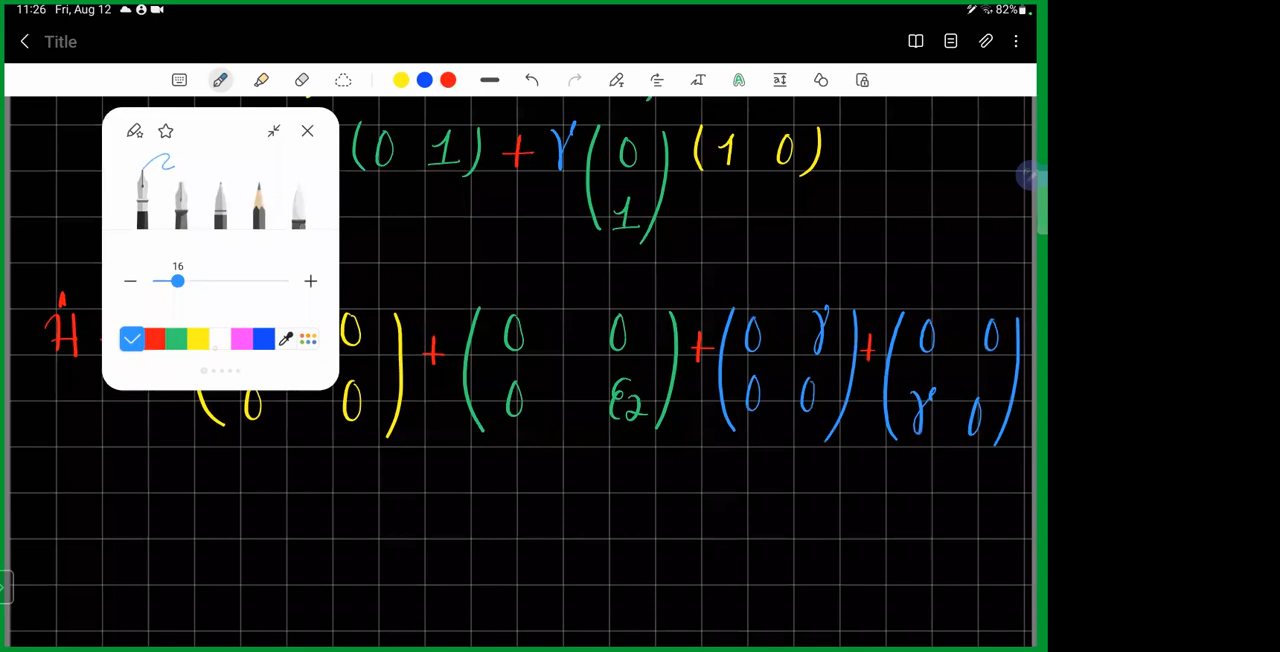 11:26 Fri, Aug 12 82%
Title
16
(0 1) + γ (0 1) (1 0)
Ĥ 0 0 0) + (0 0 0 ε2) + (0 γ 0 0) + (0 0 γ 0)